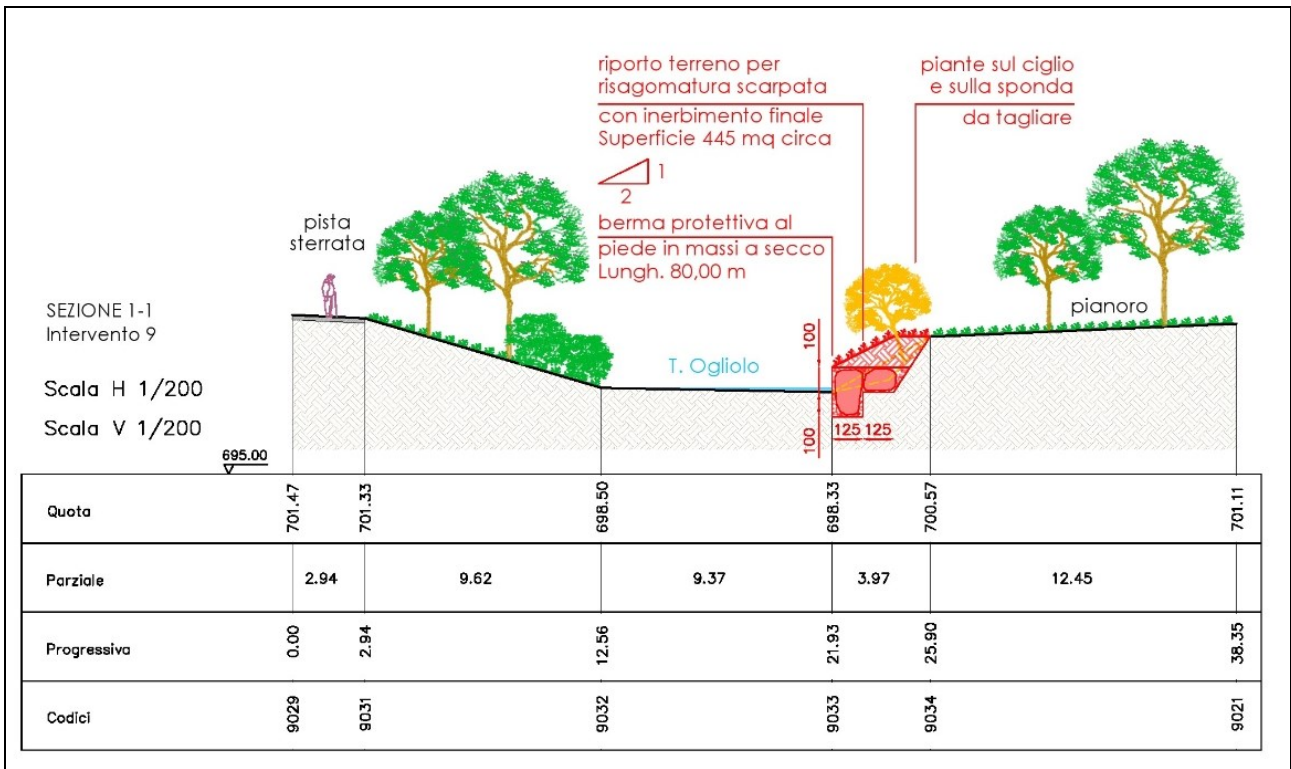 riporto terreno per
risagomatura scarpata
con inerbimento finale
Superficie 445 mq circa
piante sul ciglio
e sulla sponda
da tagliare
1
2
berma protettiva al
piede in massi a secco
Lungh. 80,00 m
pista
sterrata
pianoro
SEZIONE 1-1
Intervento 9
T. Ogliolo
100
Scala H 1/200
Scala V 1/200
100
125 125
695.00
Quota 701.47 701.33 698.50 698.33 700.57 701.11
Parziale 2.94 9.62 9.37 3.97 12.45
Progressiva 0.00 2.94 12.56 21.93 25.90 38.35
Codici 9029 9031 9032 9033 9034 9021